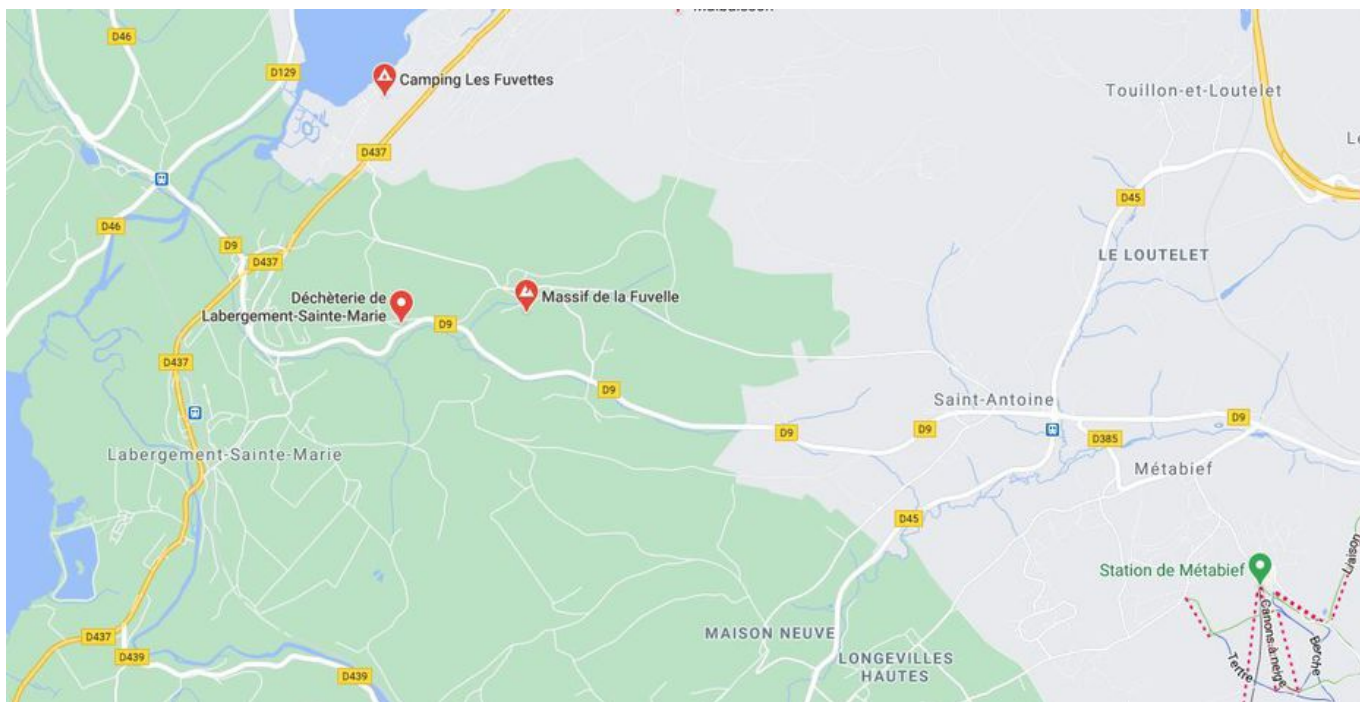 D46
D129
Camping Les Fuvettes
Touillon-et-Loutelet
D437
D45
D46
D9
D437
LE LOUTELET
Déchèterie de
Labergement-Sainte-Marie
Massif de la Fuvelle
D9
D437
D9
Saint-Antoine
D9
D9
D9
D385
Labergement-Sainte-Marie
Métabief
D45
Liaison
Station de Métabief
Canons à neige
Berche
Tertre
MAISON NEUVE
LONGEVILLES
HAUTES
D437
D439
D439